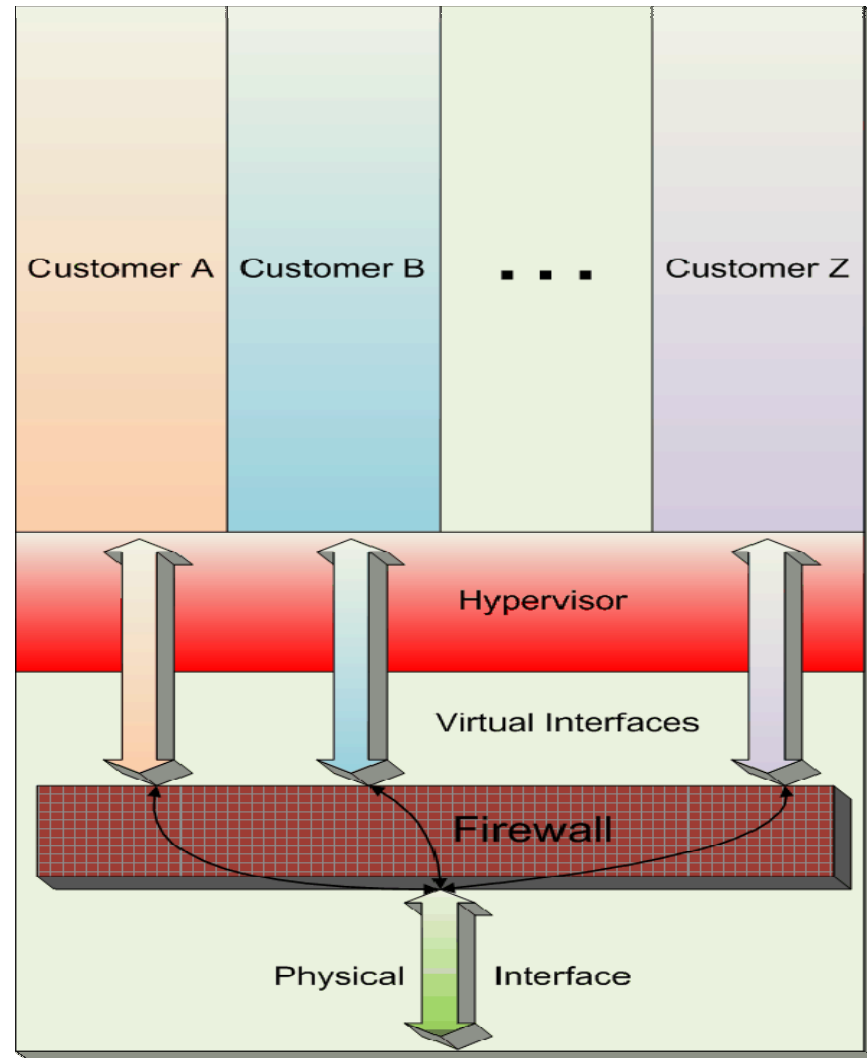 Customer A
Customer B
. . .
Customer Z
Hypervisor
Virtual Interfaces
Firewall
Physical Interface